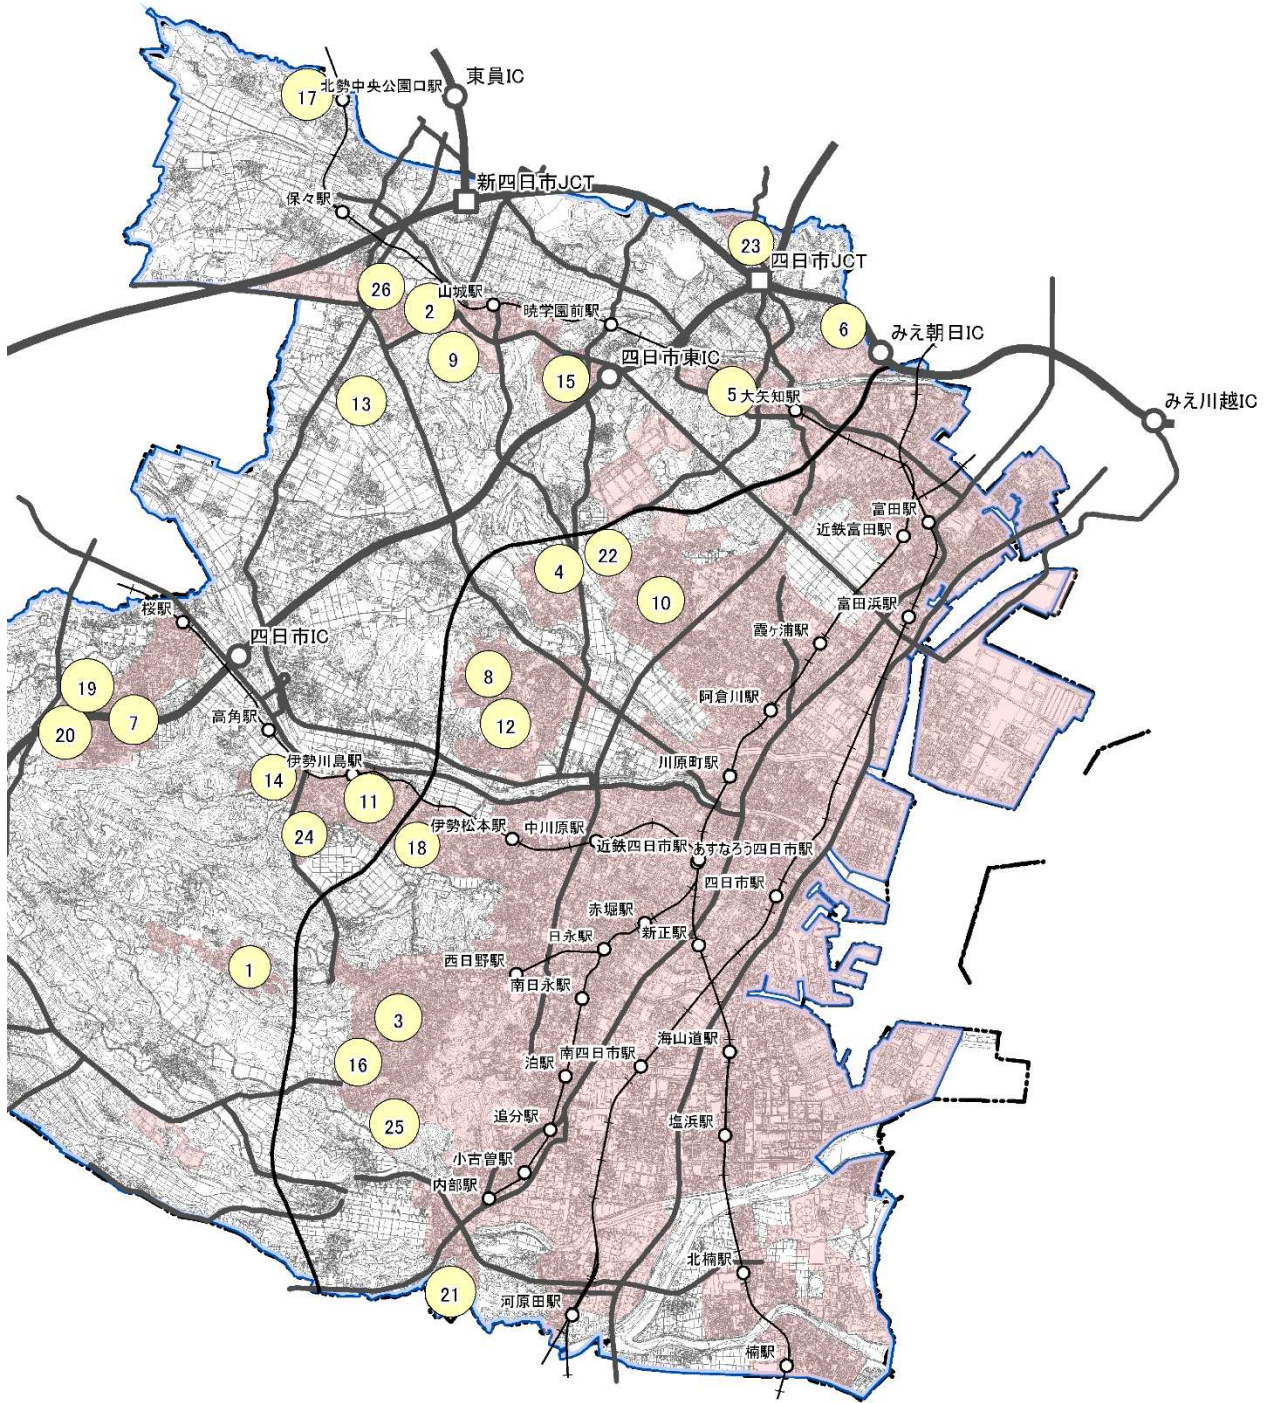 東員IC
北勢中央公園口駅
17
新四日市JCT
保々駅
23
四日市JCT
26
山城駅
2
暁学園前駅
6
みえ朝日IC
9
四日市東IC
15
5
大矢知駅
13
みえ川越IC
富田駅
近鉄富田駅
22
4
10
桜駅
富田浜駅
霞ヶ浦駅
四日市IC
8
19
阿倉川駅
7
高角駅
12
20
伊勢川島駅
川原町駅
14
11
伊勢松本駅
中川原駅
24
18
近鉄四日市駅
あすなろう四日市駅
四日市駅
赤堀駅
日永駅
新正駅
西日野駅
1
南日永駅
3
海山道駅
南四日市駅
16
泊駅
追分駅
塩浜駅
25
小古曽駅
内部駅
北楠駅
21
河原田駅
楠駅